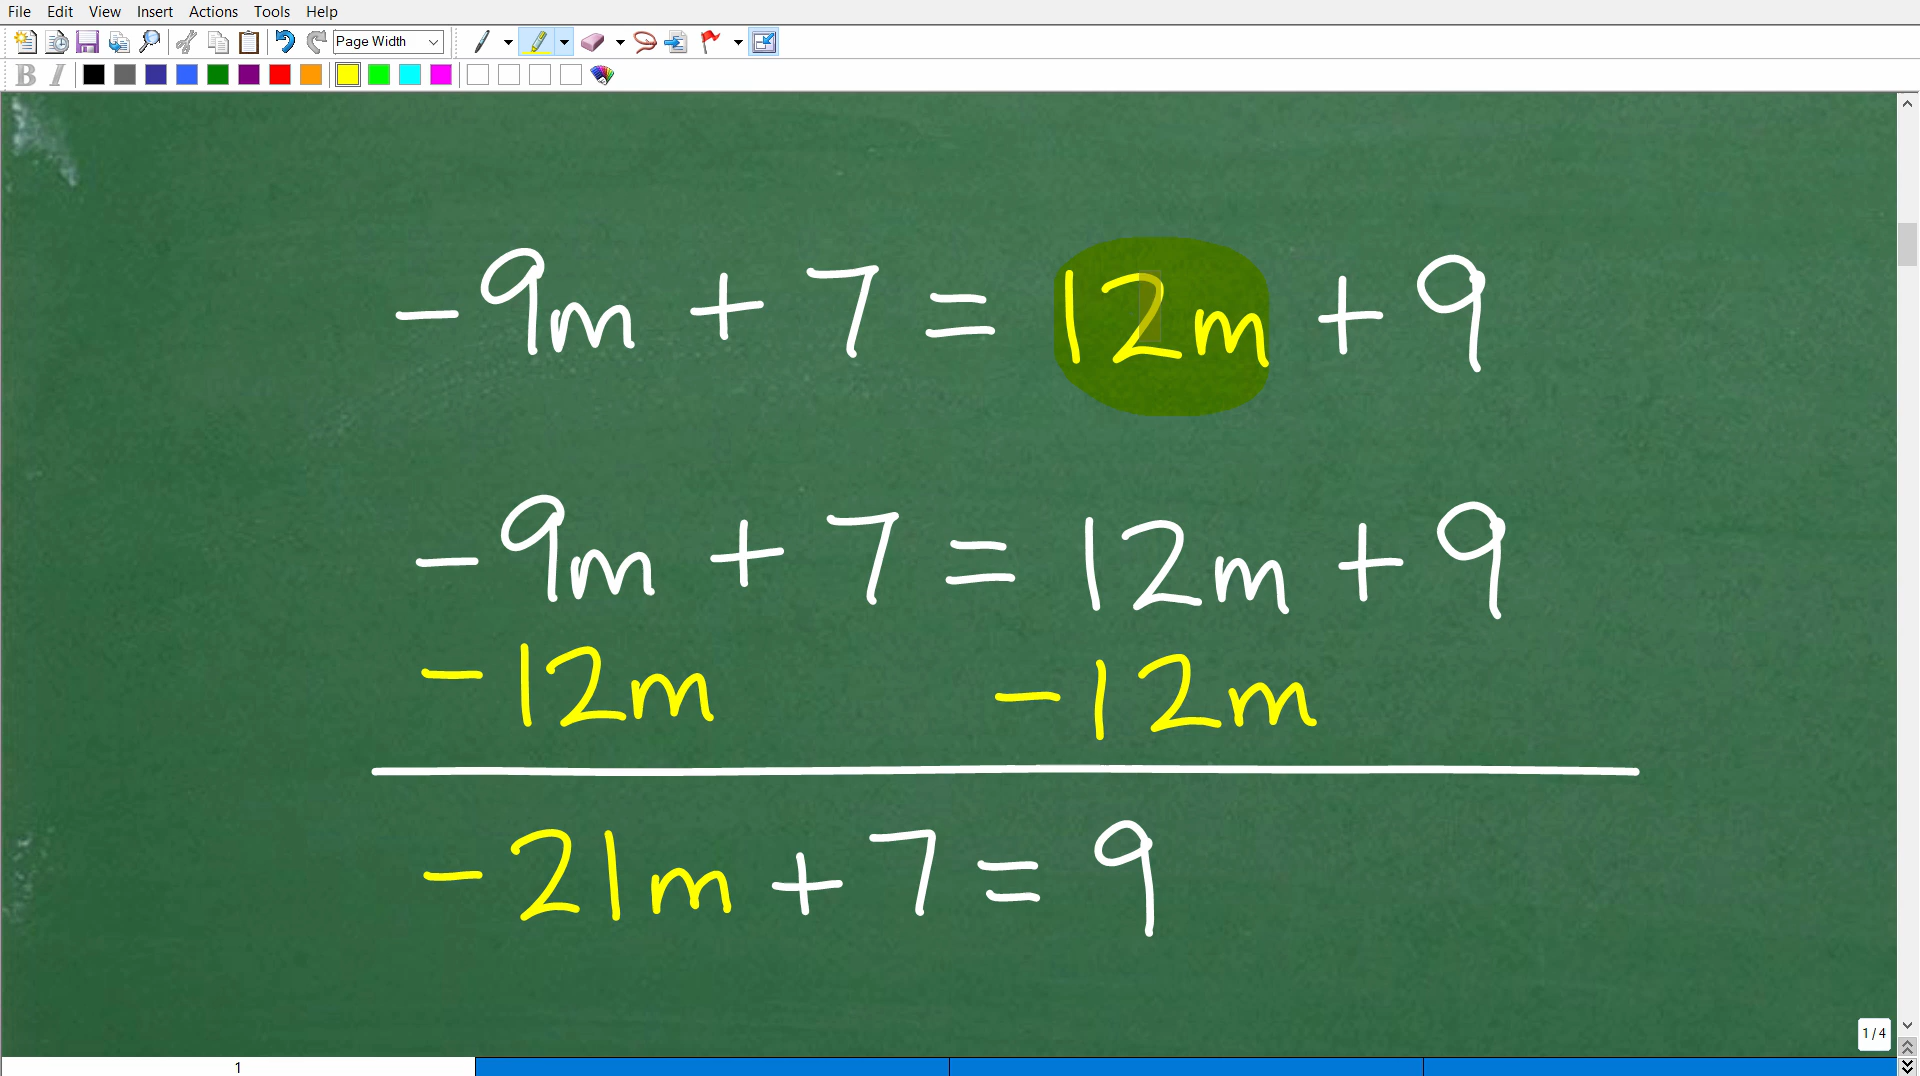 File Edit View Insert Actions Tools Help
Page Width
B I
-9m + 7 = 12m + 9
-9m + 7 = 12m + 9
-12m -12m
-21m + 7 = 9
1 / 4
1